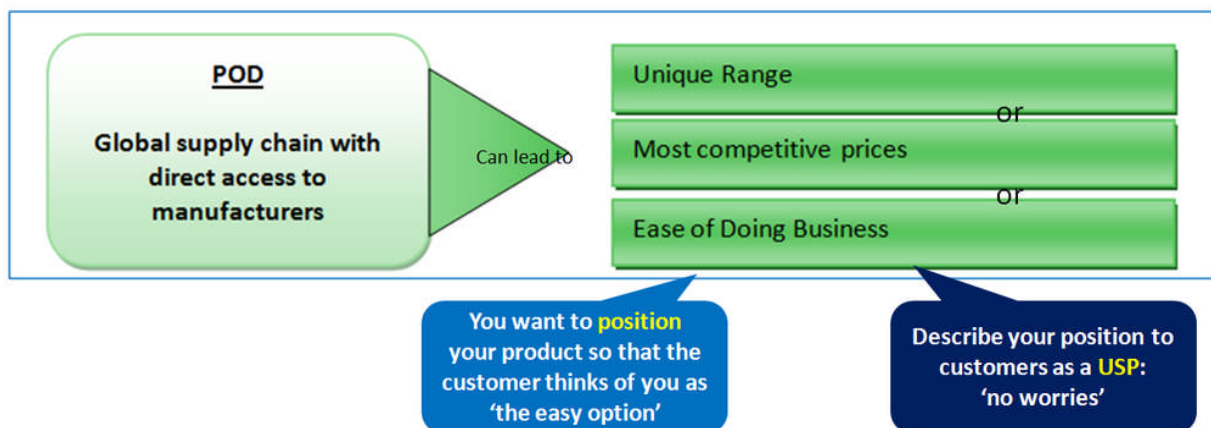 POD
Global supply chain with
direct access to
manufacturers
Can lead to
Unique Range
or
Most competitive prices
or
Ease of Doing Business
You want to position
your product so that the
customer thinks of you as
‘the easy option’
Describe your position to
customers as a USP:
‘no worries’